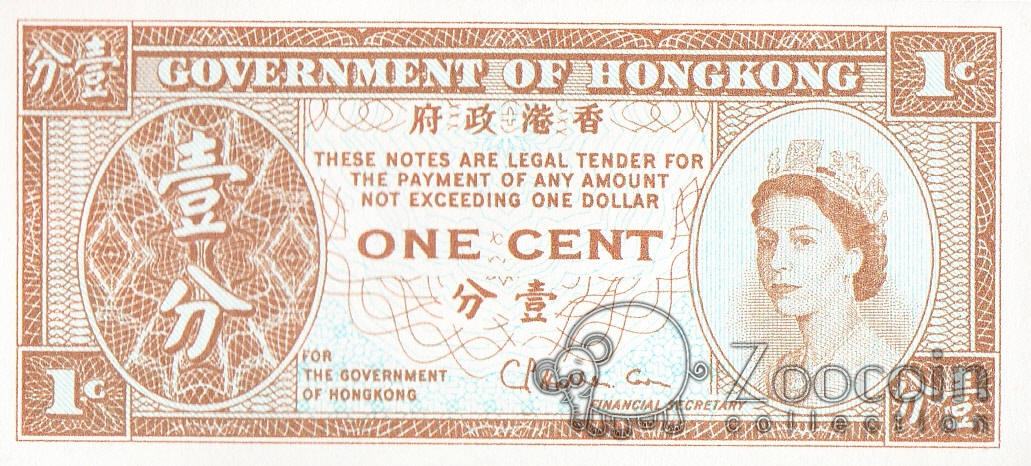 分壹
GOVERNMENT OF HONGKONG
1C
府政港香
壹
分
THESE NOTES ARE LEGAL TENDER FOR
THE PAYMENT OF ANY AMOUNT
NOT EXCEEDING ONE DOLLAR
ONE CENT
分壹
FOR
THE GOVERNMENT
OF HONGKONG
FINANCIAL SECRETARY
1C
分壹
Zoocoin
collection